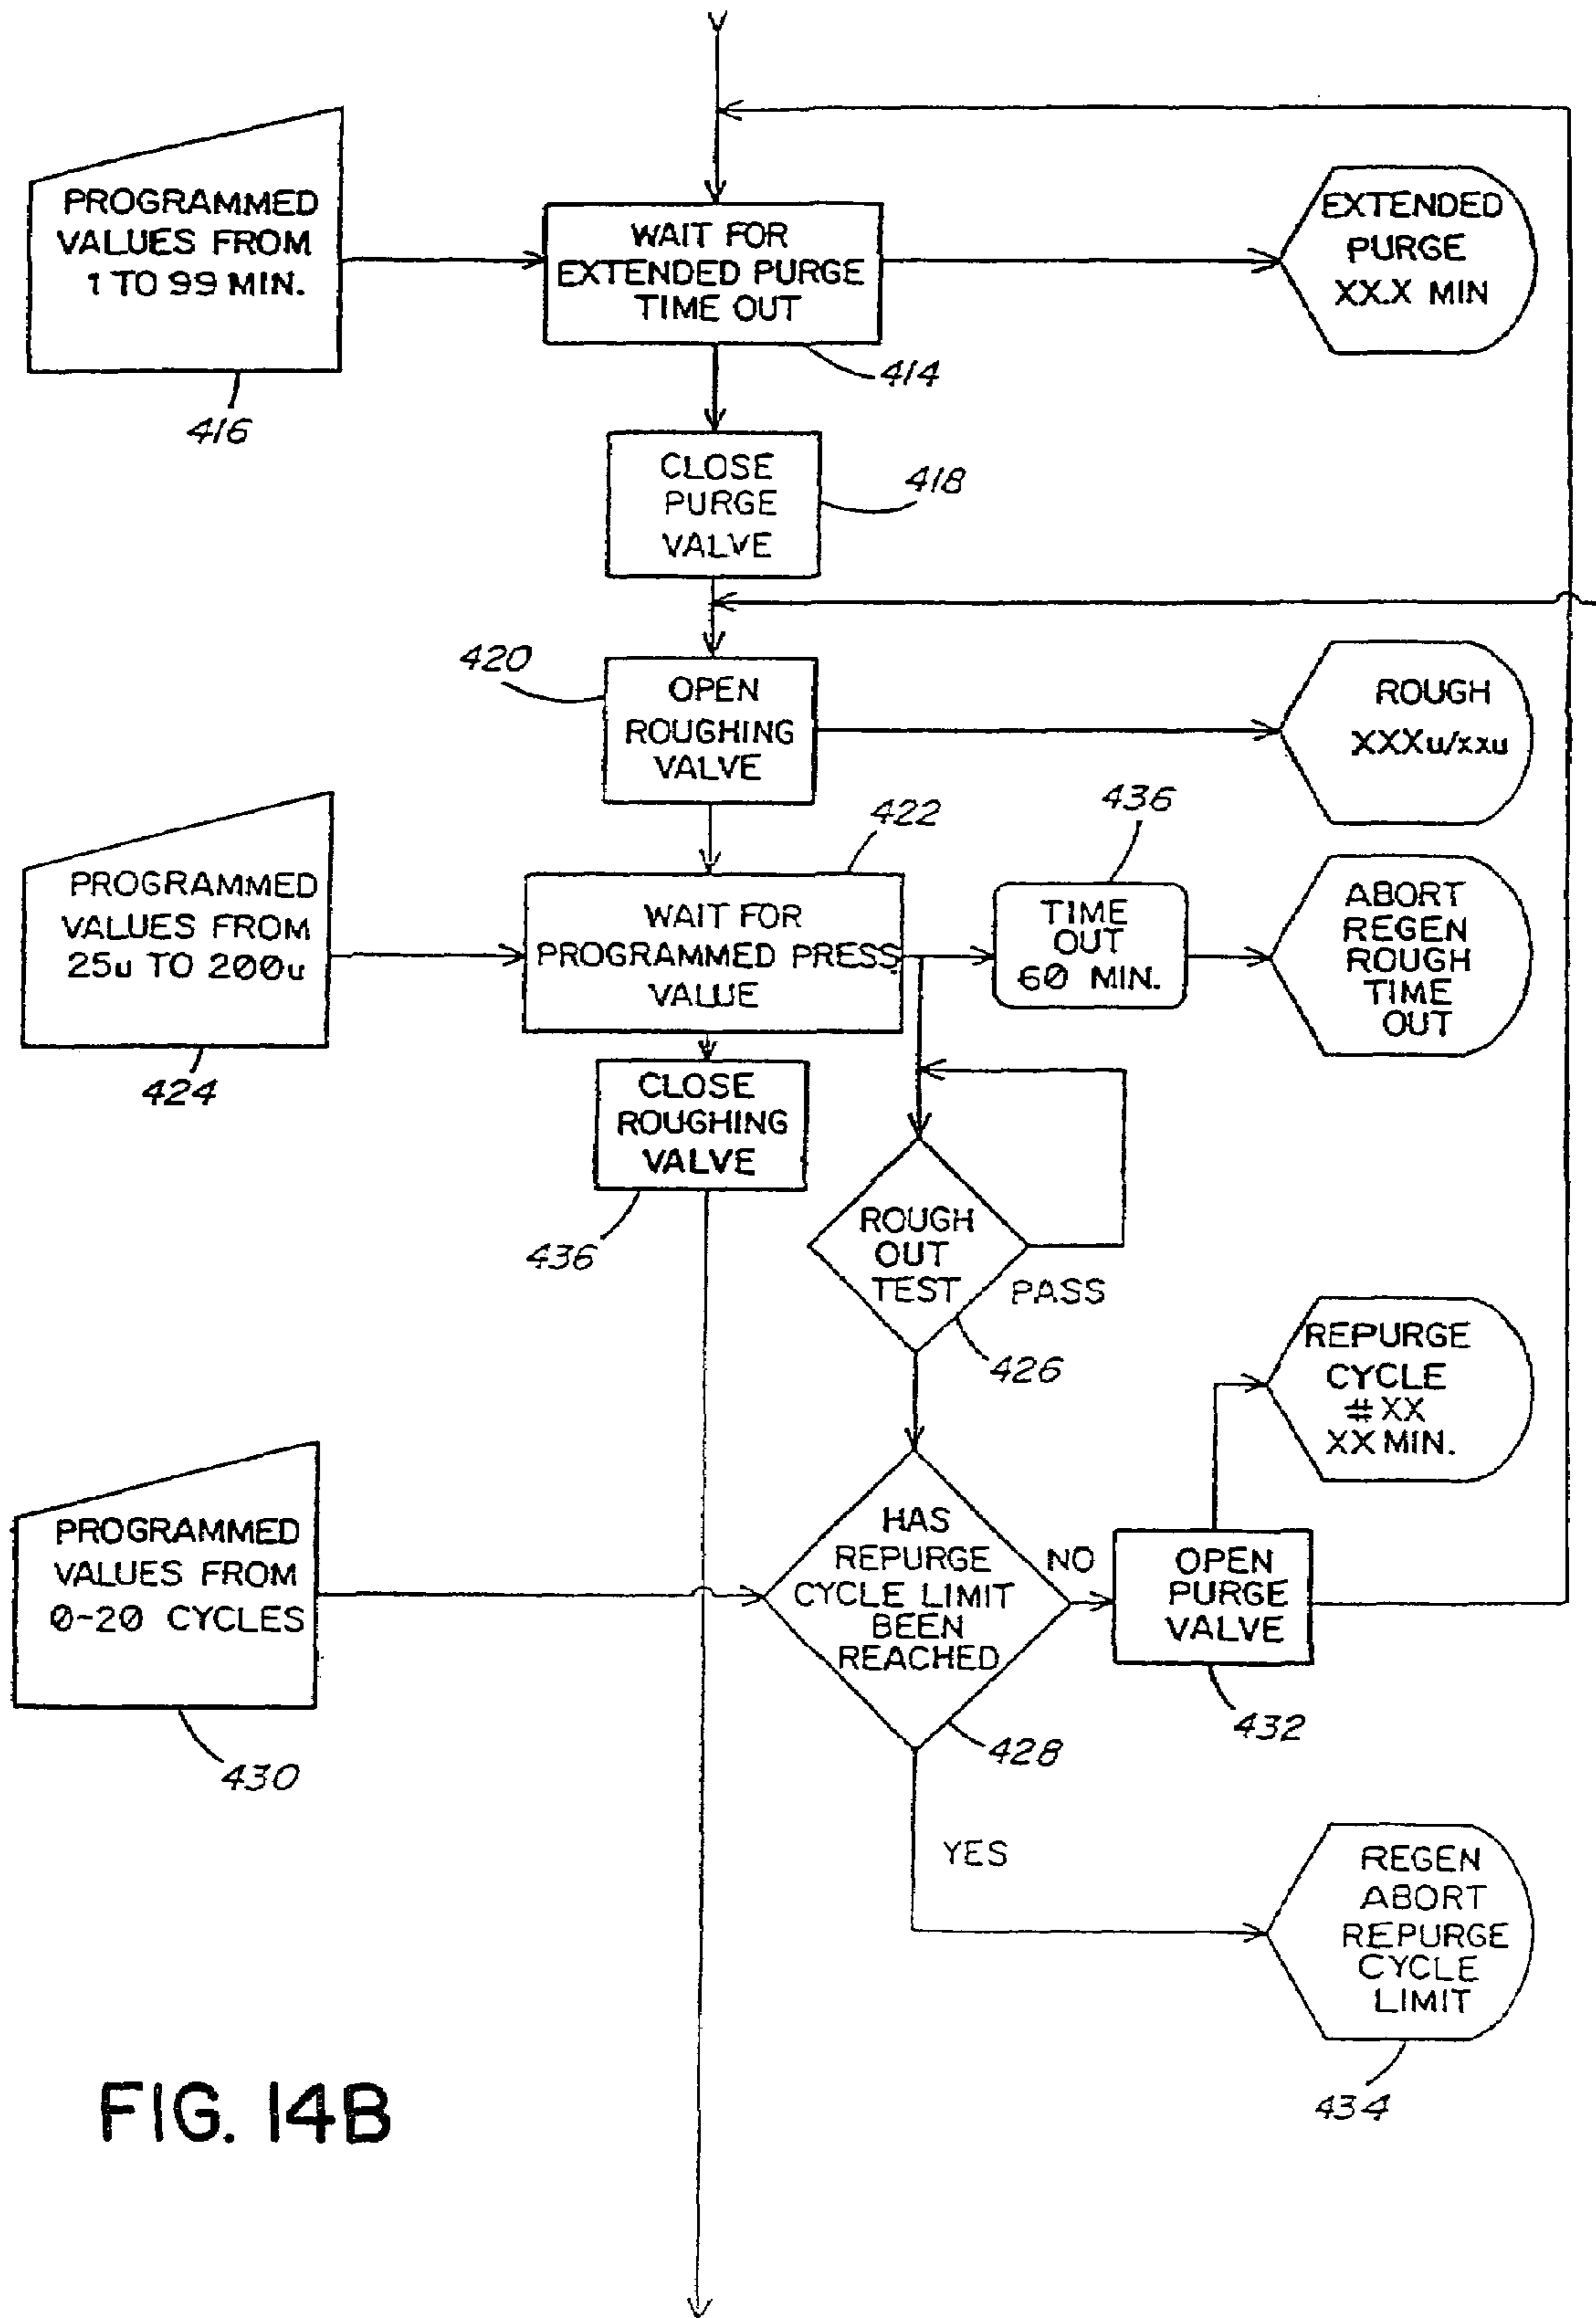 PROGRAMMED
VALUES FROM
1 TO 99 MIN.
416
WAIT FOR
EXTENDED PURGE
TIME OUT
414
EXTENDED
PURGE
XX.X MIN
CLOSE
PURGE
VALVE
418
420
OPEN
ROUGHING
VALVE
ROUGH
XXXu/xxu
PROGRAMMED
VALUES FROM
25u TO 200u
424
422
WAIT FOR
PROGRAMMED PRESS
VALUE
436
TIME
OUT
60 MIN.
ABORT
REGEN
ROUGH
TIME
OUT
CLOSE
ROUGHING
VALVE
436
ROUGH
OUT
TEST
PASS
426
REPURGE
CYCLE
#XX
XX MIN.
PROGRAMMED
VALUES FROM
0-20 CYCLES
430
HAS
REPURGE
CYCLE LIMIT
BEEN
REACHED
428
NO
OPEN
PURGE
VALVE
432
YES
REGEN
ABORT
REPURGE
CYCLE
LIMIT
434
FIG. 14B